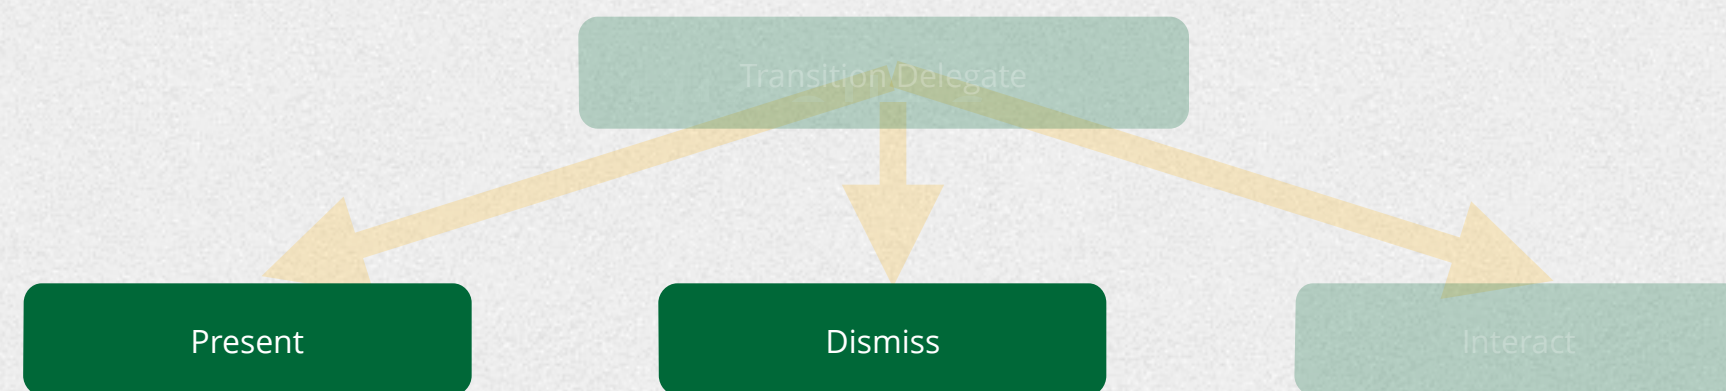 Transition Delegate
Present
Dismiss
Interact